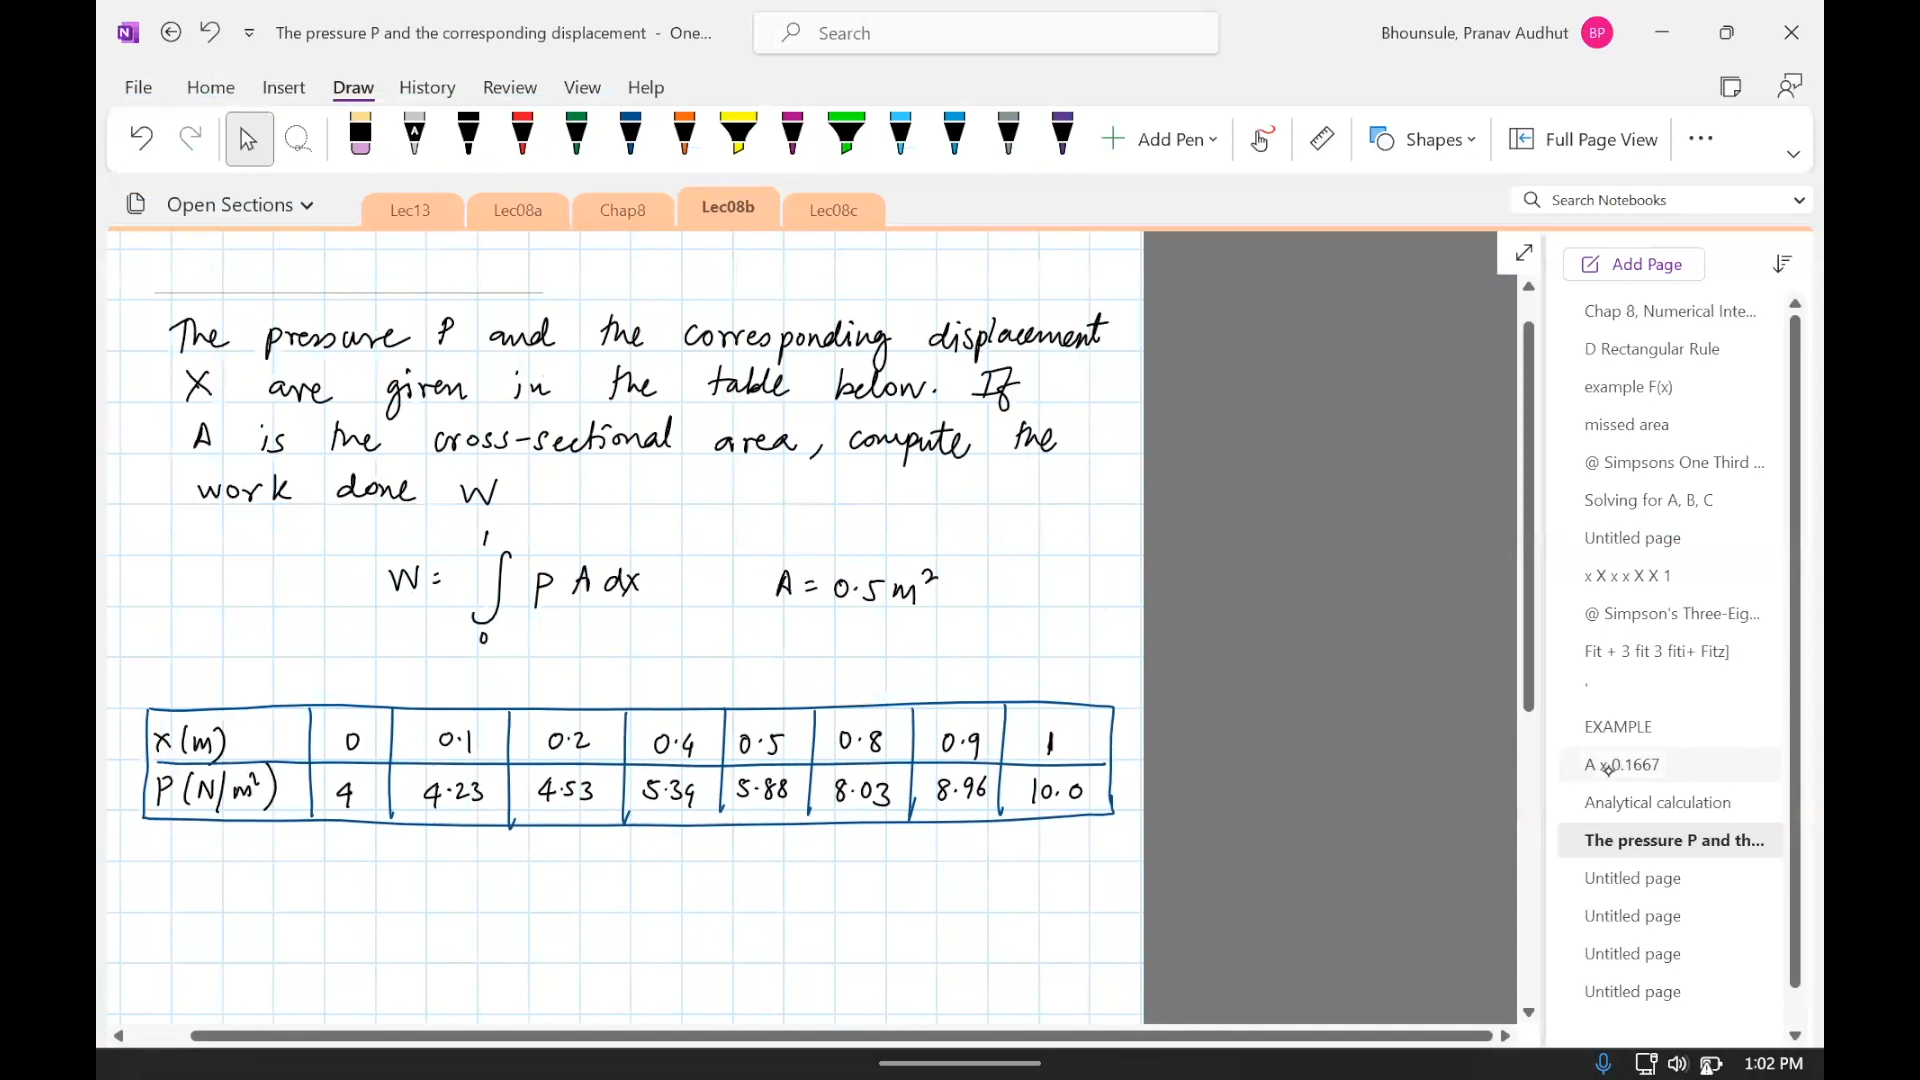 The pressure P and the corresponding displacement - One...
Search
Bhounsule, Pranav Audhut
BP
File Home Insert Draw History Review View Help
A
Add Pen
Shapes
Full Page View
Open Sections
Lec13
Lec08a
Chap8
Lec08b
Lec08c
Search Notebooks
Add Page
Chap 8, Numerical Inte...
D Rectangular Rule
example F(x)
missed area
@ Simpsons One Third ...
Solving for A, B, C
Untitled page
x X x x X X 1
@ Simpson's Three-Eig...
Fit + 3 fit 3 fiti+ Fitz]
'
EXAMPLE
A x 0.1667
Analytical calculation
The pressure P and th...
Untitled page
Untitled page
Untitled page
Untitled page
The pressure P and the corresponding displacement
X are given in the table below. If
A is the cross-sectional area, compute the
work done W
W = ∫₀¹ P A dx A = 0.5 m²
x (m) 0 0.1 0.2 0.4 0.5 0.8 0.9 1
P (N/m²) 4 4.23 4.53 5.39 5.88 8.03 8.96 10.0
1:02 PM